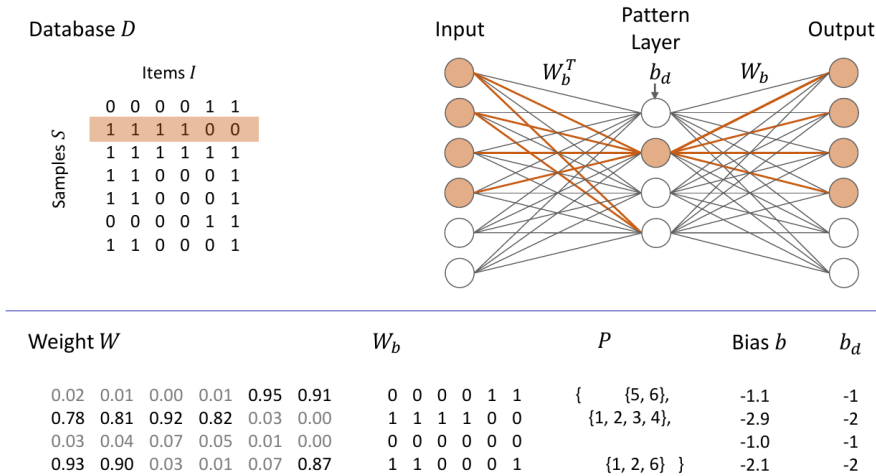 Database D
Input
Pattern
Layer
Output
Items I
W_b^T
b_d
W_b
Samples S
0 0 0 0 1 1
1 1 1 1 0 0
1 1 1 1 1 1
1 1 0 0 0 1
1 1 0 0 0 1
0 0 0 0 1 1
1 1 0 0 0 1
Weight W
W_b
P
Bias b
b_d
0.02 0.01 0.00 0.01 0.95 0.91 0 0 0 0 1 1 { {5, 6}, -1.1 -1
0.78 0.81 0.92 0.82 0.03 0.00 1 1 1 1 0 0 {1, 2, 3, 4}, -2.9 -2
0.03 0.04 0.07 0.05 0.01 0.00 0 0 0 0 0 0 -1.0 -1
0.93 0.90 0.03 0.01 0.07 0.87 1 1 0 0 0 1 {1, 2, 6} } -2.1 -2